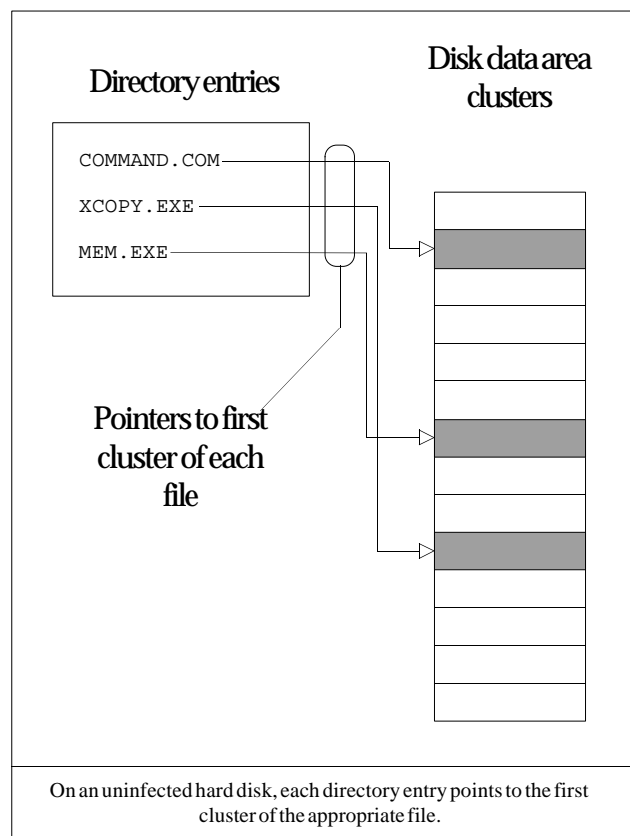 Directory entries
Disk data area
clusters
COMMAND.COM
XCOPY.EXE
MEM.EXE
Pointers to first
cluster of each
file
On an uninfected hard disk, each directory entry points to the first
cluster of the appropriate file.